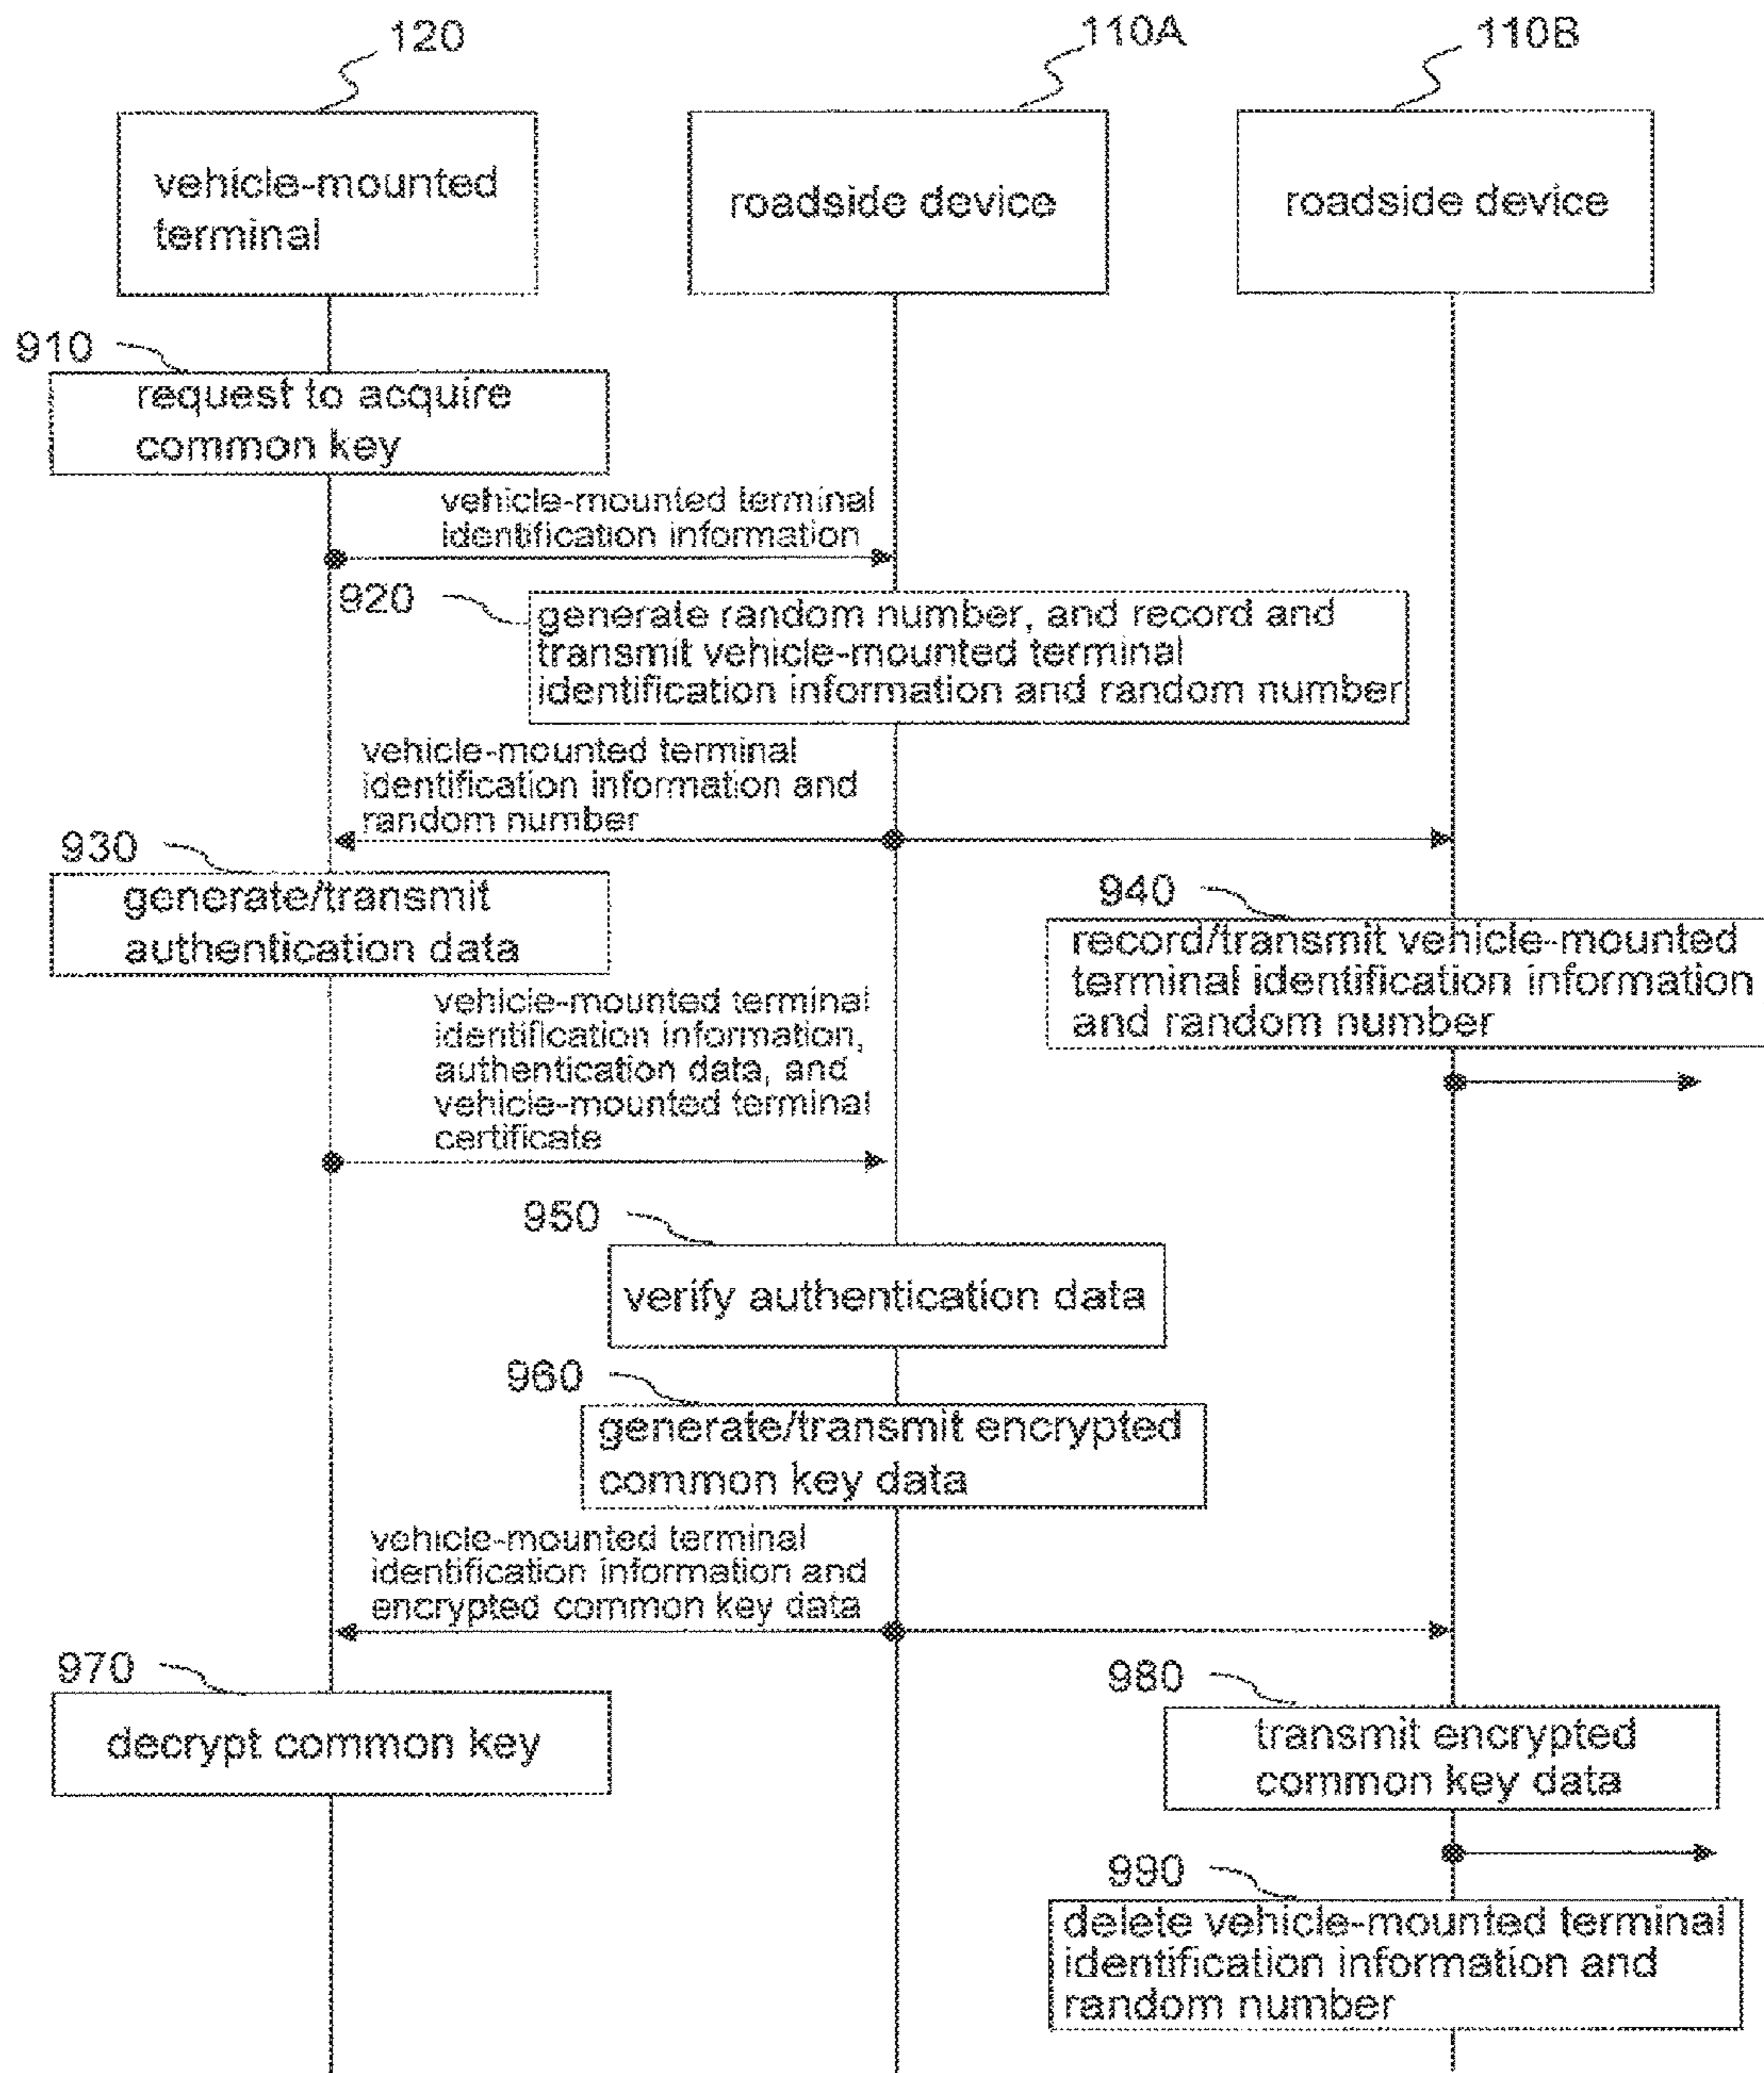 120
110A
110B
vehicle-mounted
terminal
roadside device
roadside device
910
request to acquire
common key
vehicle-mounted terminal
identification information
920
generate random number, and record and
transmit vehicle-mounted terminal
identification information and random number
vehicle-mounted terminal
identification information and
random number
930
generate/transmit
authentication data
940
record/transmit vehicle-mounted
terminal identification information
and random number
vehicle-mounted terminal
identification information,
authentication data, and
vehicle-mounted terminal
certificate
950
verify authentication data
960
generate/transmit encrypted
common key data
vehicle-mounted terminal
identification information and
encrypted common key data
970
decrypt common key
980
transmit encrypted
common key data
990
delete vehicle-mounted terminal
identification information and
random number